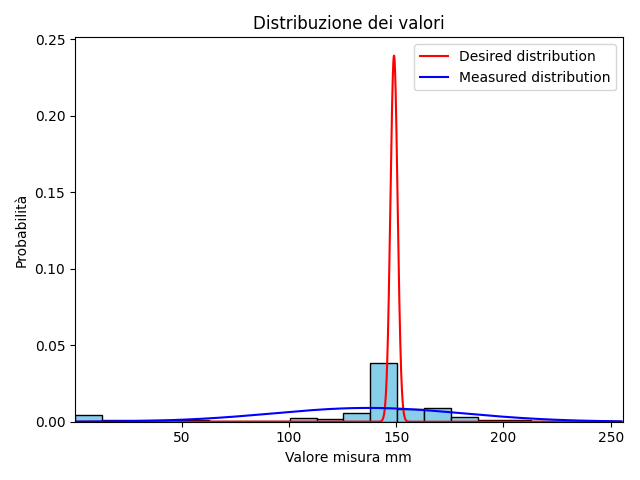 Distribuzione dei valori
Desired distribution
Measured distribution
Probabilità
0.25
0.20
0.15
0.10
0.05
0.00
50
100
150
200
250
Valore misura mm